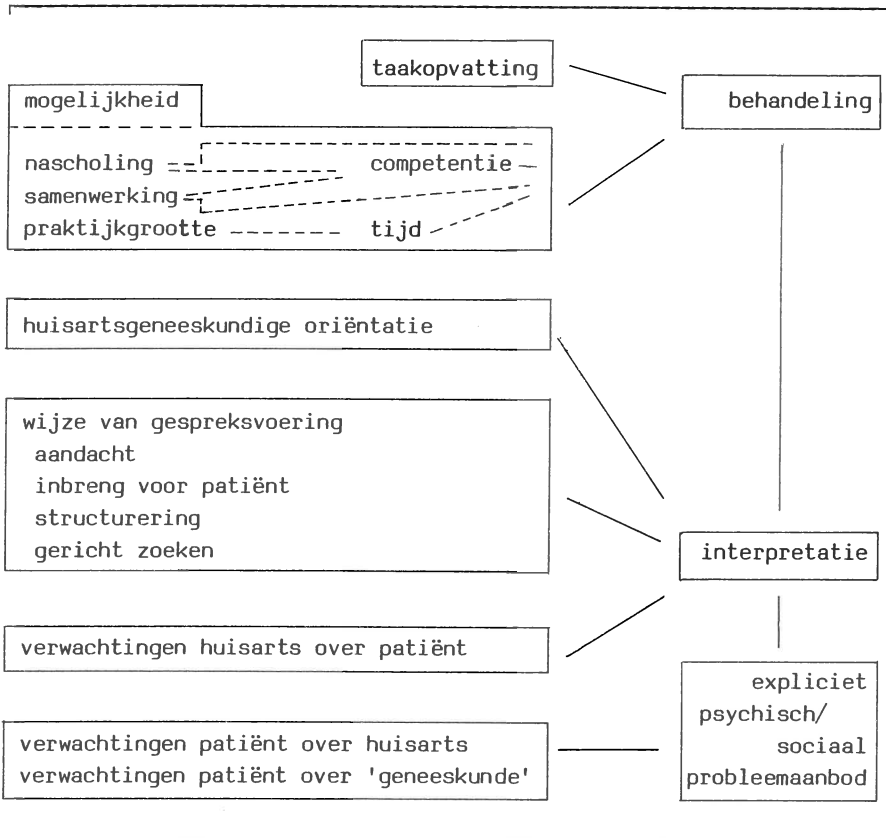 taakopvatting
mogelijkheid
behandeling
nascholing
competentie
samenwerking
praktijkgrootte
tijd
huisartsgeneeskundige oriëntatie
wijze van gespreksvoering
aandacht
inbreng voor patiënt
structurering
gericht zoeken
interpretatie
verwachtingen huisarts over patiënt
expliciet
psychisch/
sociaal
probleemaanbod
verwachtingen patiënt over huisarts
verwachtingen patiënt over 'geneeskunde'